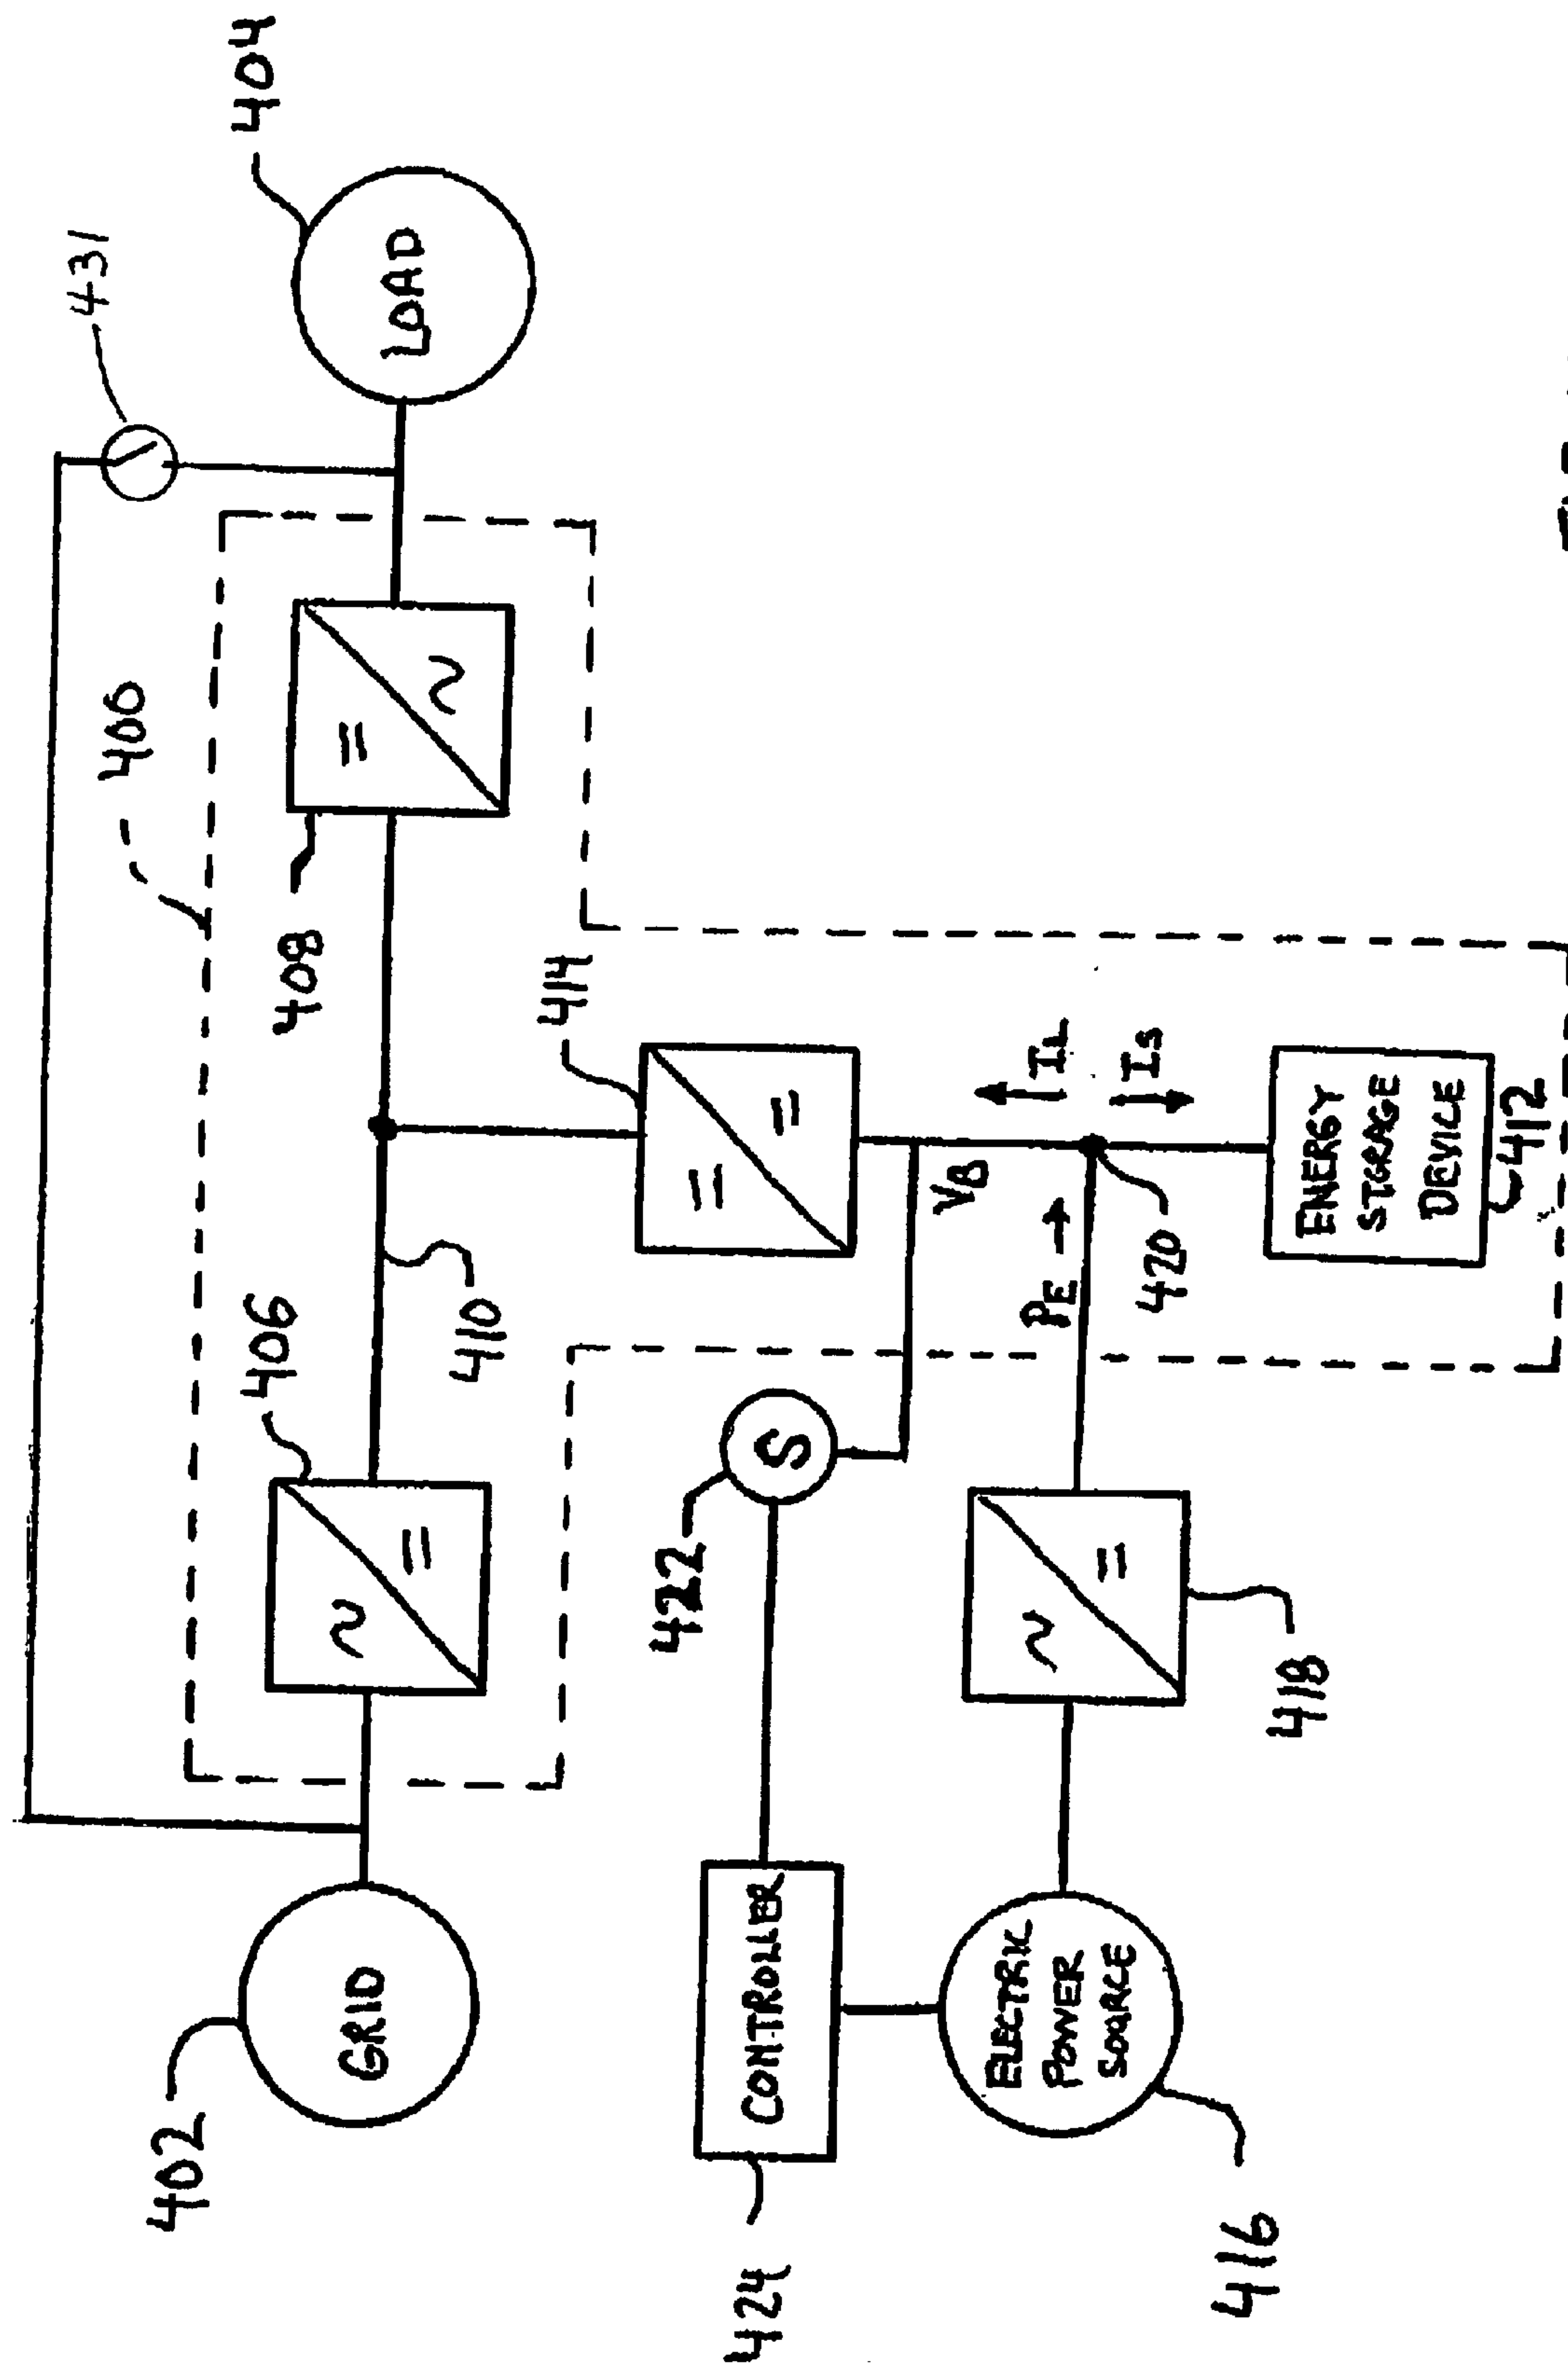 431
400
404
402
406
408
GRID
LOAD
410
414
422
S
424
CONTROLLER
VB
IL
PE
IS
420
ELECTRIC
POWER
SOURCE
416
418
ENERGY
STORAGE
DEVICE
412